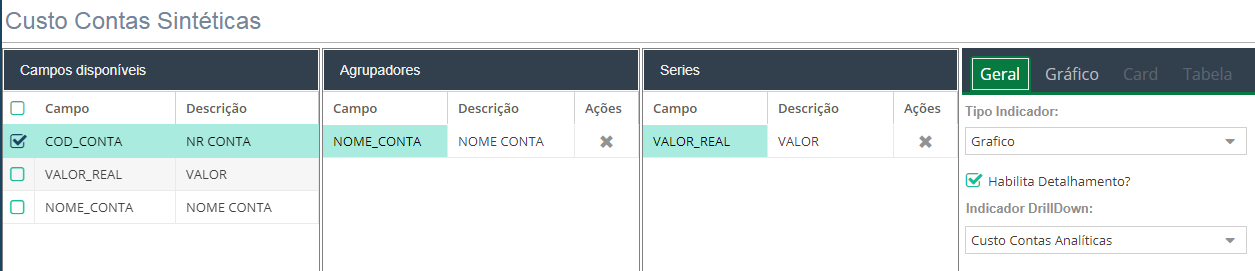 Custo Contas Sintéticas
Campos disponíveis
Campo Descrição
COD_CONTA NR CONTA
VALOR_REAL VALOR
NOME_CONTA NOME CONTA
Agrupadores
Campo Descrição Ações
NOME_CONTA NOME CONTA
Series
Campo Descrição Ações
VALOR_REAL VALOR
Geral Gráfico Card Tabela
Tipo Indicador:
Grafico
Habilita Detalhamento?
Indicador DrillDown:
Custo Contas Analíticas